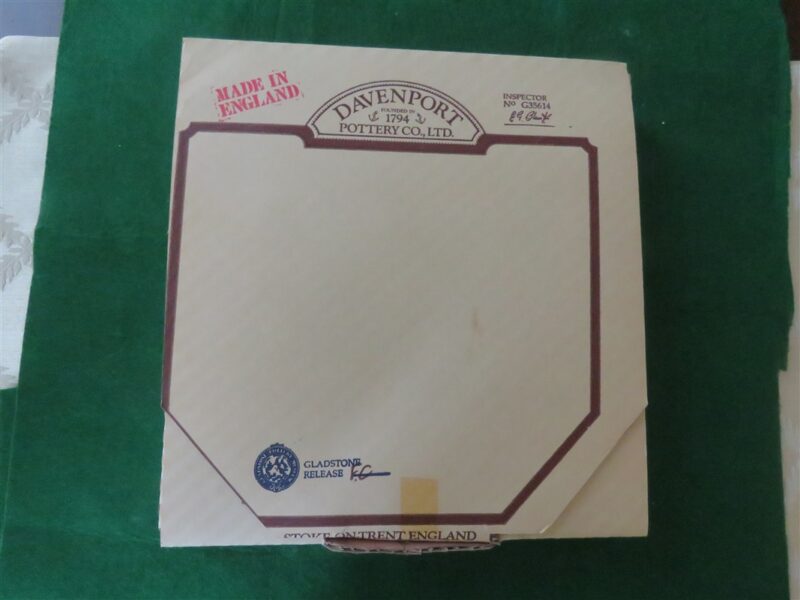 MADE IN
ENGLAND
DAVENPORT
FOUNDED IN
1794
POTTERY CO., LTD.
INSPECTOR
No G35614
GLADSTONE
RELEASE
STOKE ON TRENT ENGLAND